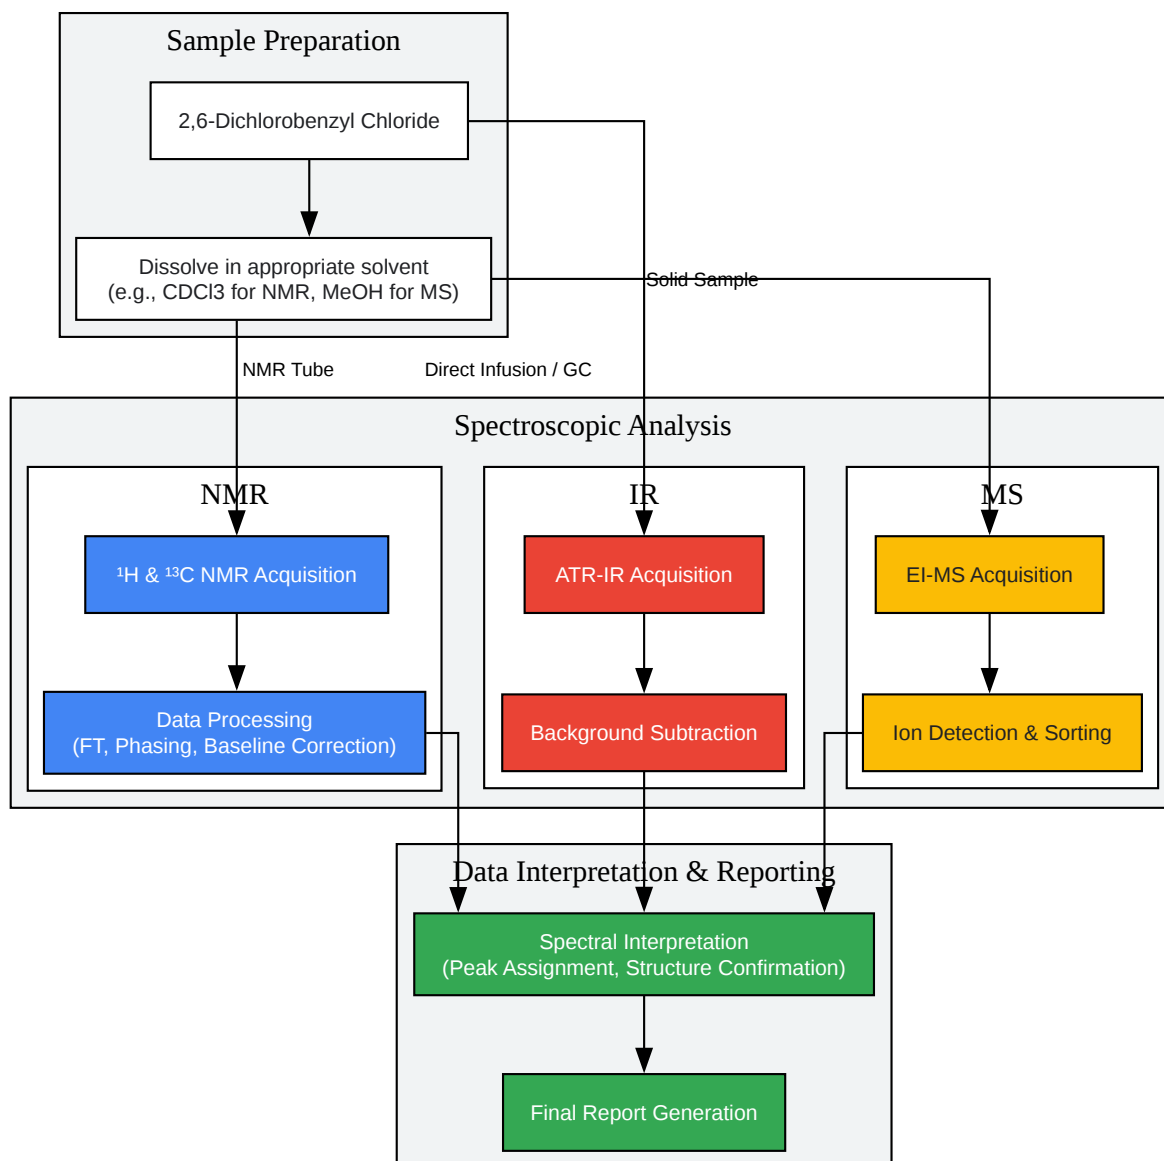 Sample Preparation
2,6-Dichlorobenzyl Chloride
Dissolve in appropriate solvent
(e.g., CDCl3 for NMR, MeOH for MS)
Solid Sample
NMR Tube
Direct Infusion / GC
Spectroscopic Analysis
NMR
IR
MS
¹H & ¹³C NMR Acquisition
ATR-IR Acquisition
EI-MS Acquisition
Data Processing
(FT, Phasing, Baseline Correction)
Background Subtraction
Ion Detection & Sorting
Data Interpretation & Reporting
Spectral Interpretation
(Peak Assignment, Structure Confirmation)
Final Report Generation